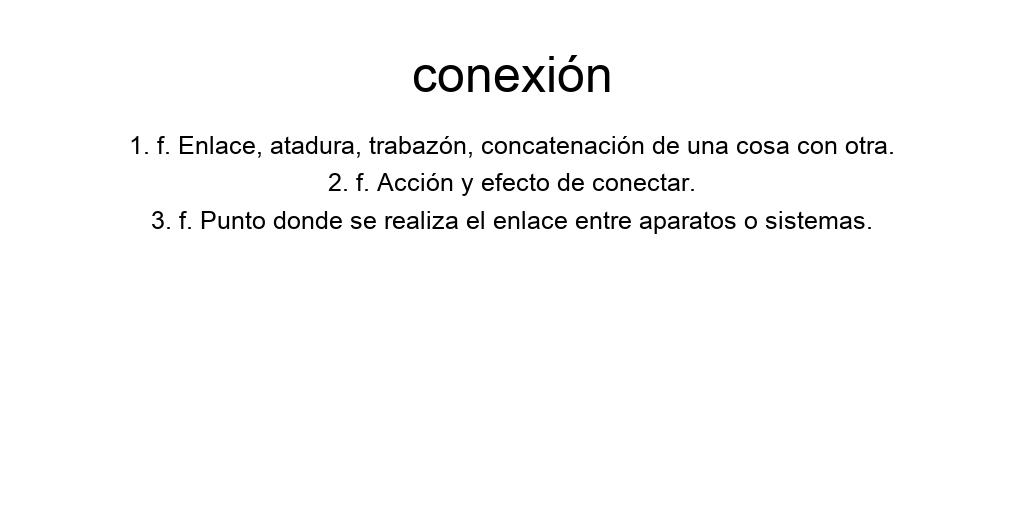 conexión
1. f. Enlace, atadura, trabazón, concatenación de una cosa con otra.
2. f. Acción y efecto de conectar.
3. f. Punto donde se realiza el enlace entre aparatos o sistemas.